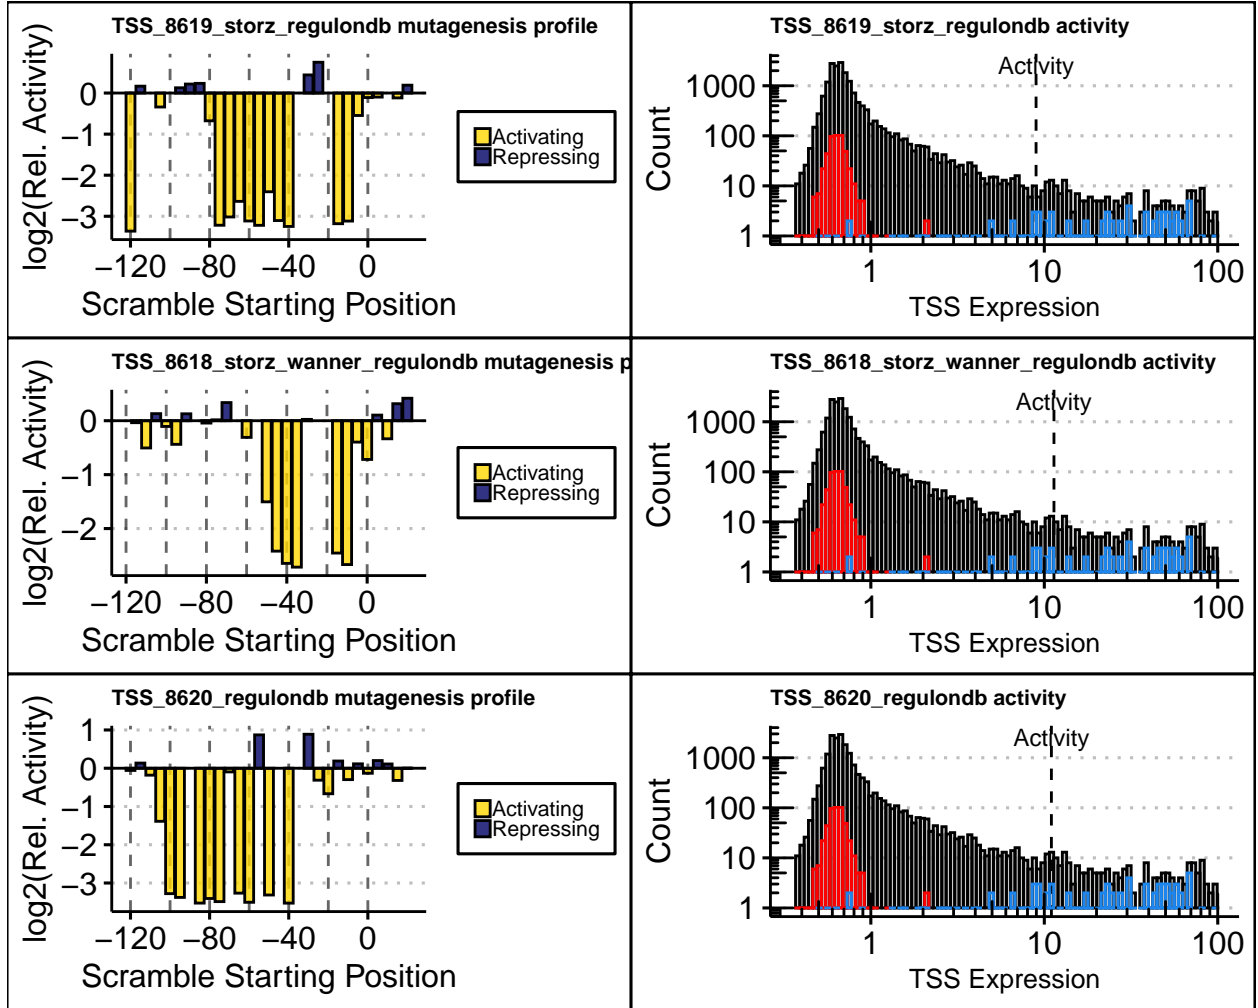 TSS_8619_storz_regulondb mutagenesis profile
log2(Rel. Activity)
0
−1
−2
−3
−120 −80 −40 0
Scramble Starting Position
Activating
Repressing
TSS_8619_storz_regulondb activity
Activity
Count
1000
100
10
1
1 10 100
TSS Expression
TSS_8618_storz_wanner_regulondb mutagenesis p
log2(Rel. Activity)
0
−1
−2
−120 −80 −40 0
Scramble Starting Position
Activating
Repressing
TSS_8618_storz_wanner_regulondb activity
Activity
Count
1000
100
10
1
1 10 100
TSS Expression
TSS_8620_regulondb mutagenesis profile
log2(Rel. Activity)
1
0
−1
−2
−3
−120 −80 −40 0
Scramble Starting Position
Activating
Repressing
TSS_8620_regulondb activity
Activity
Count
1000
100
10
1
1 10 100
TSS Expression